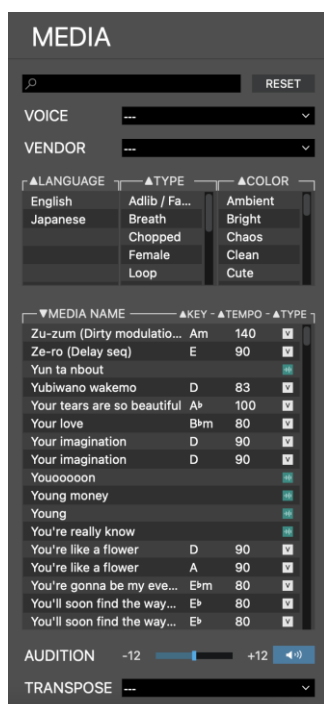 MEDIA
RESET
VOICE ---
VENDOR ---
▲LANGUAGE ▲TYPE ▲COLOR
English Adlib / Fa... Ambient
Japanese Breath Bright
Chopped Chaos
Female Clean
Loop Cute
▼MEDIA NAME ▲KEY - ▲TEMPO - ▲TYPE
Zu-zum (Dirty modulatio... Am 140 V
Ze-ro (Delay seq) E 90 V
Yun ta nbout
Yubiwano wakemo D 83 V
Your tears are so beautiful A♭ 100 V
Your love B♭m 80 V
Your imagination D 90 V
Your imagination D 90 V
Youooooon
Young money
Young
You're really know
You're like a flower D 90 V
You're like a flower A 90 V
You're gonna be my eve... E♭m 80 V
You'll soon find the way... E♭ 80 V
You'll soon find the way... E♭ 80 V
AUDITION -12 +12
TRANSPOSE ---